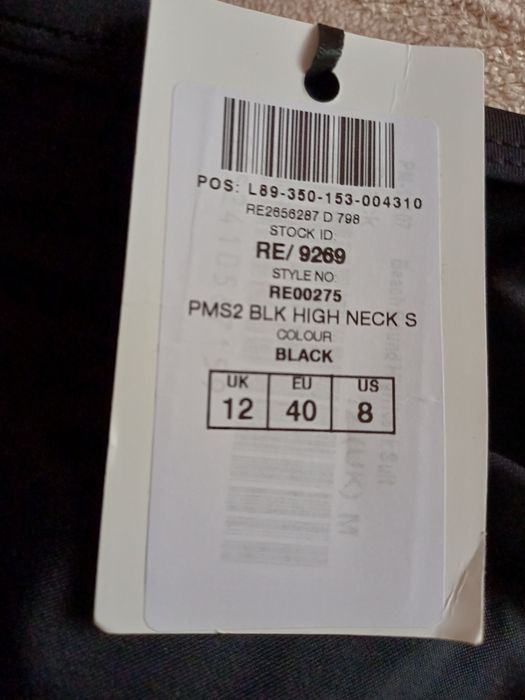 POS: L89-350-153-004310
RE2656287 D 798
STOCK ID:
RE/ 9269
STYLE NO:
RE00275
PMS2 BLK HIGH NECK S
COLOUR
BLACK
UK EU US
12 40 8